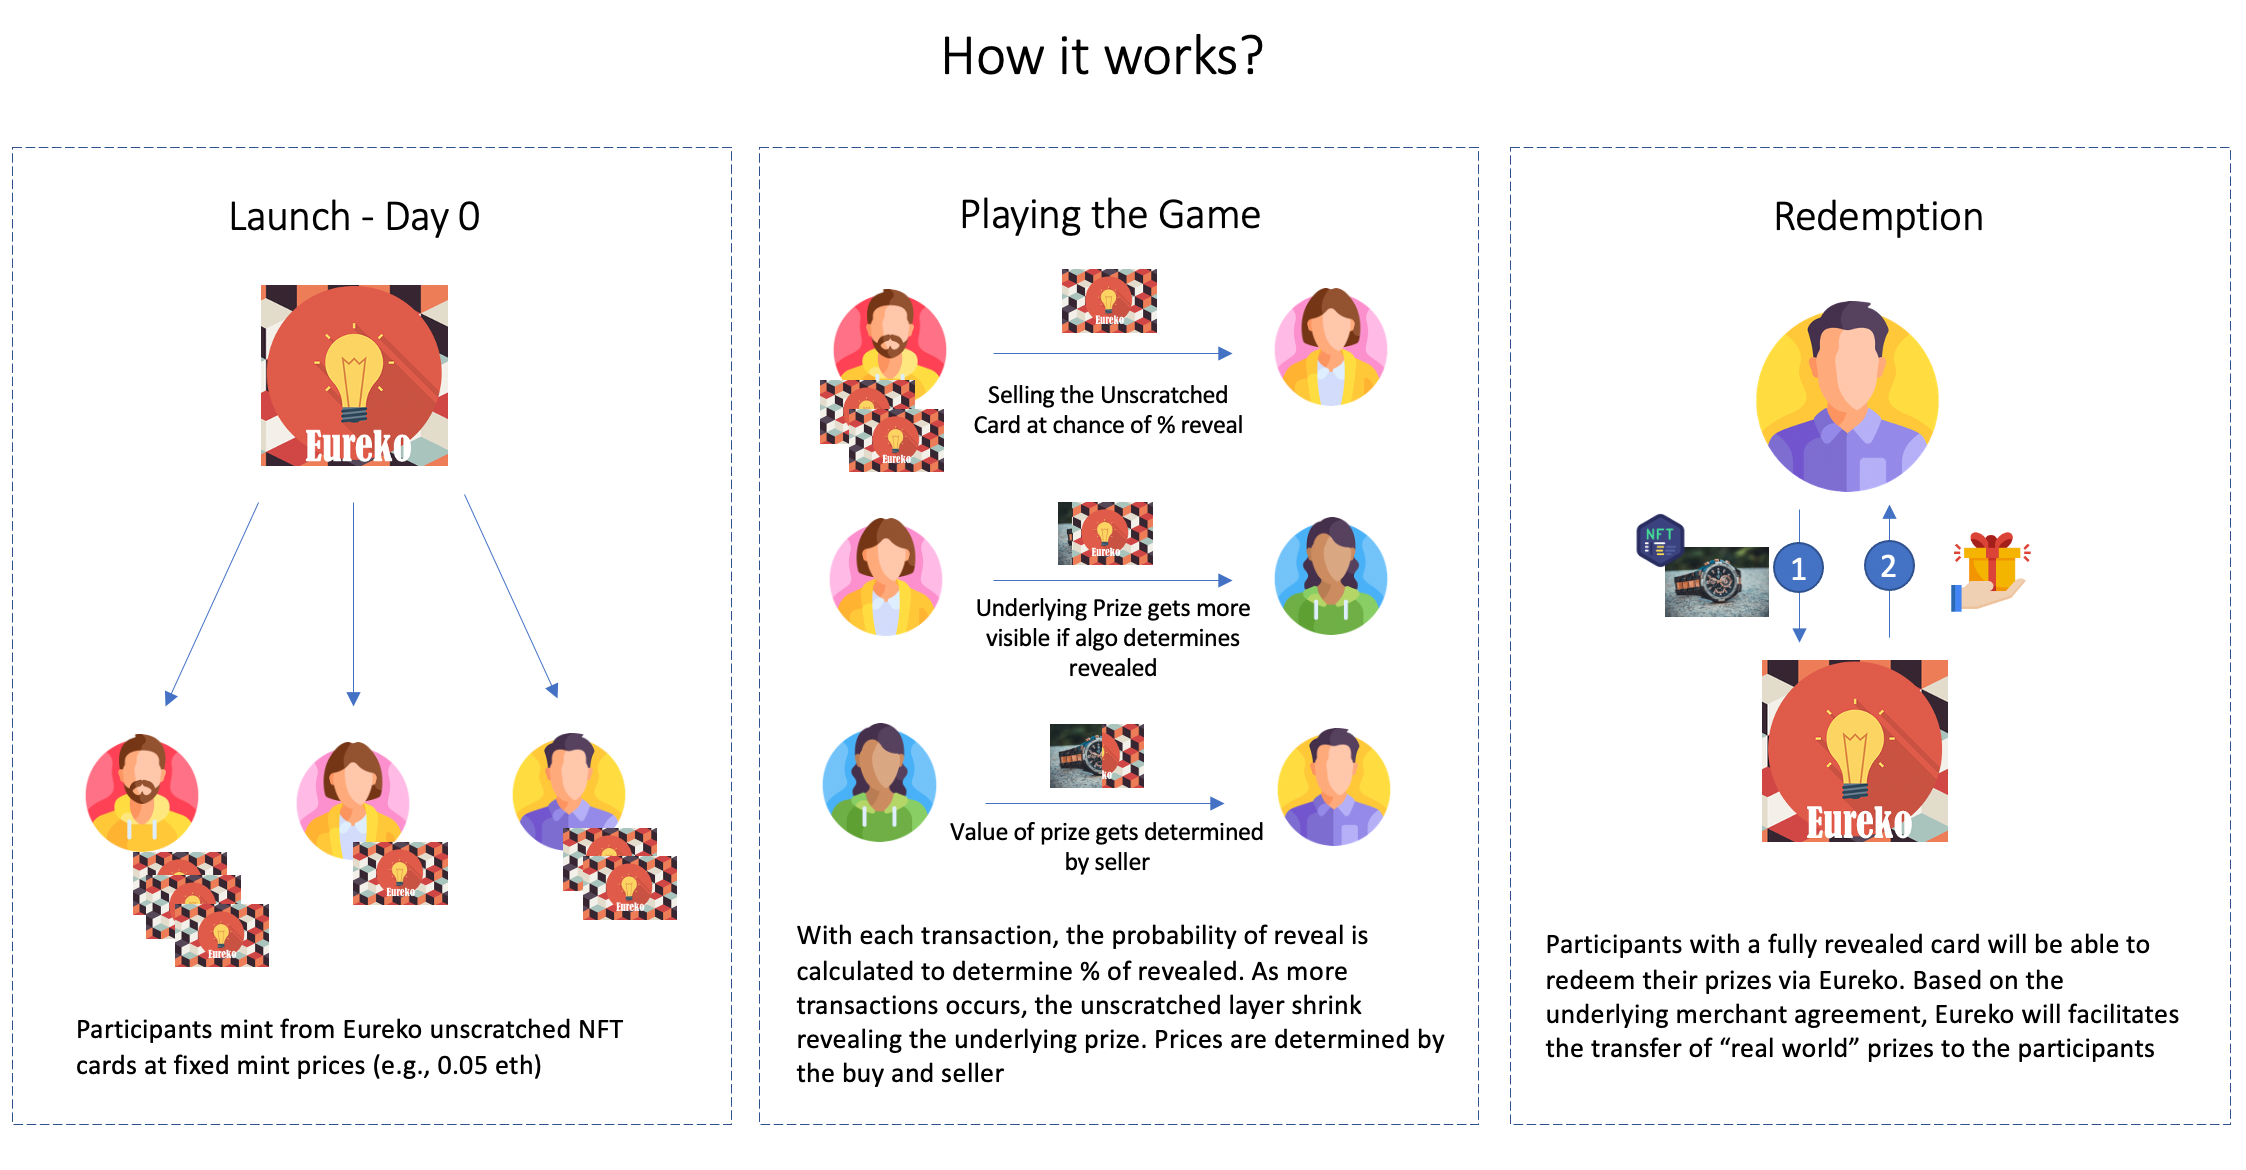 How it works?
Launch - Day 0
Eureko
Eureko
Eureko
Eureko
Participants mint from Eureko unscratched NFT
cards at fixed mint prices (e.g., 0.05 eth)
Playing the Game
Eureko
Eureko
Selling the Unscratched
Card at chance of % reveal
Eureko
Underlying Prize gets more
visible if algo determines
revealed
ko
Value of prize gets determined
by seller
With each transaction, the probability of reveal is
calculated to determine % of revealed. As more
transactions occurs, the unscratched layer shrink
revealing the underlying prize. Prices are determined by
the buy and seller
Redemption
NFT
1
2
Eureko
Participants with a fully revealed card will be able to
redeem their prizes via Eureko. Based on the
underlying merchant agreement, Eureko will facilitates
the transfer of “real world” prizes to the participants